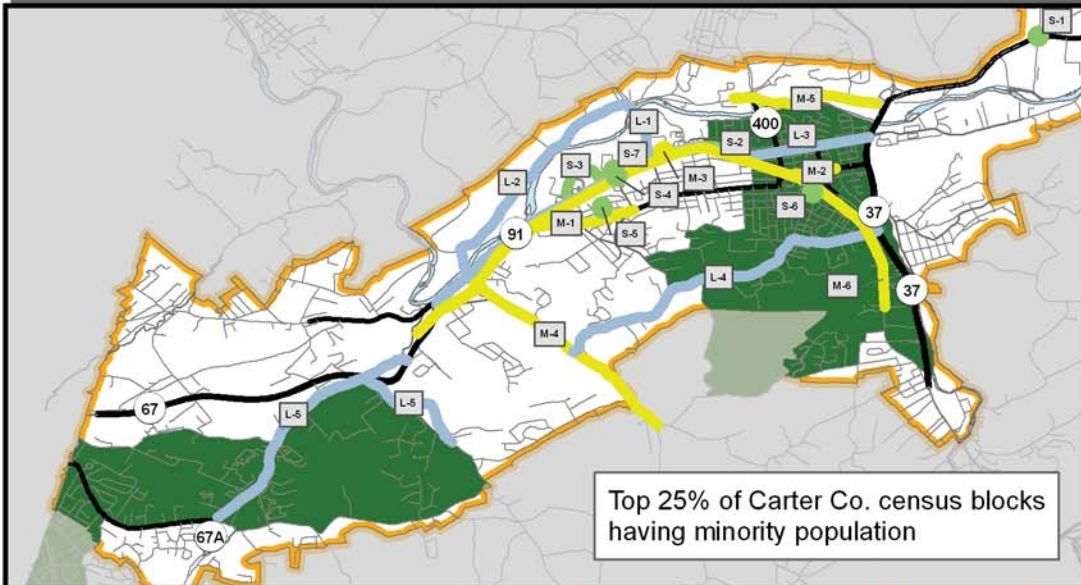 S-1
M-5
400
L-1
S-2
L-3
S-7
S-3
L-2
M-3
M-2
S-4
S-6
M-1
S-5
37
91
L-4
M-6
37
M-4
L-5
L-5
67
67A
Top 25% of Carter Co. census blocks
having minority population